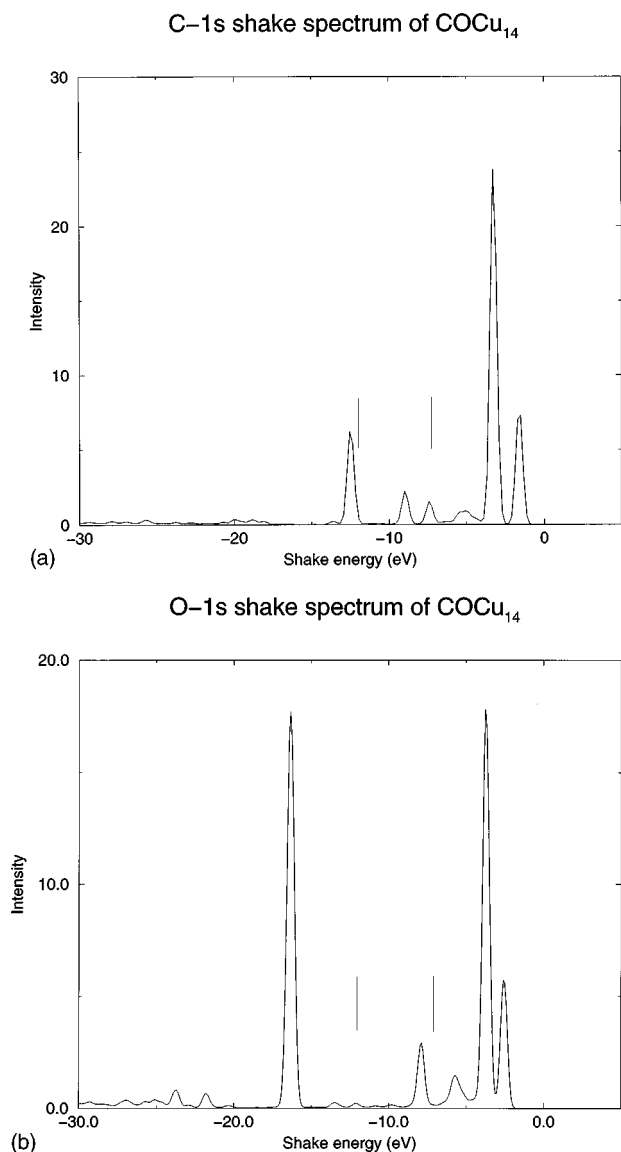 C–1s shake spectrum of COCu14
30
20
10
0
Intensity
−30
−20
−10
0
Shake energy (eV)
(a)
O–1s shake spectrum of COCu14
20.0
10.0
0.0
Intensity
−30.0
−20.0
−10.0
0.0
Shake energy (eV)
(b)